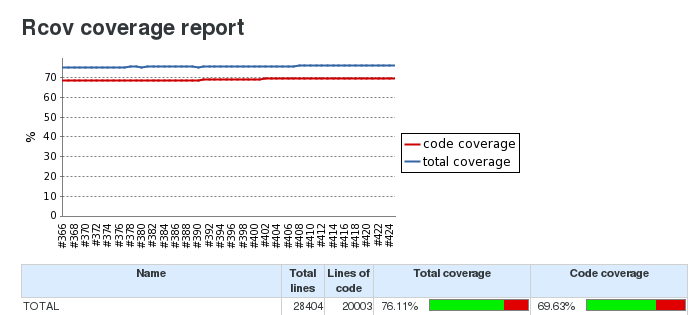 Rcov coverage report
70
60
50
40
30
20
10
0
%
#366 #368 #370 #372 #374 #376 #378 #380 #382 #384 #386 #388 #390 #392 #394 #396 #398 #400 #402 #404 #406 #408 #410 #412 #414 #416 #418 #420 #422 #424
code coverage
total coverage
Name Total lines Lines of code Total coverage Code coverage
TOTAL 28404 20003 76.11% 69.63%